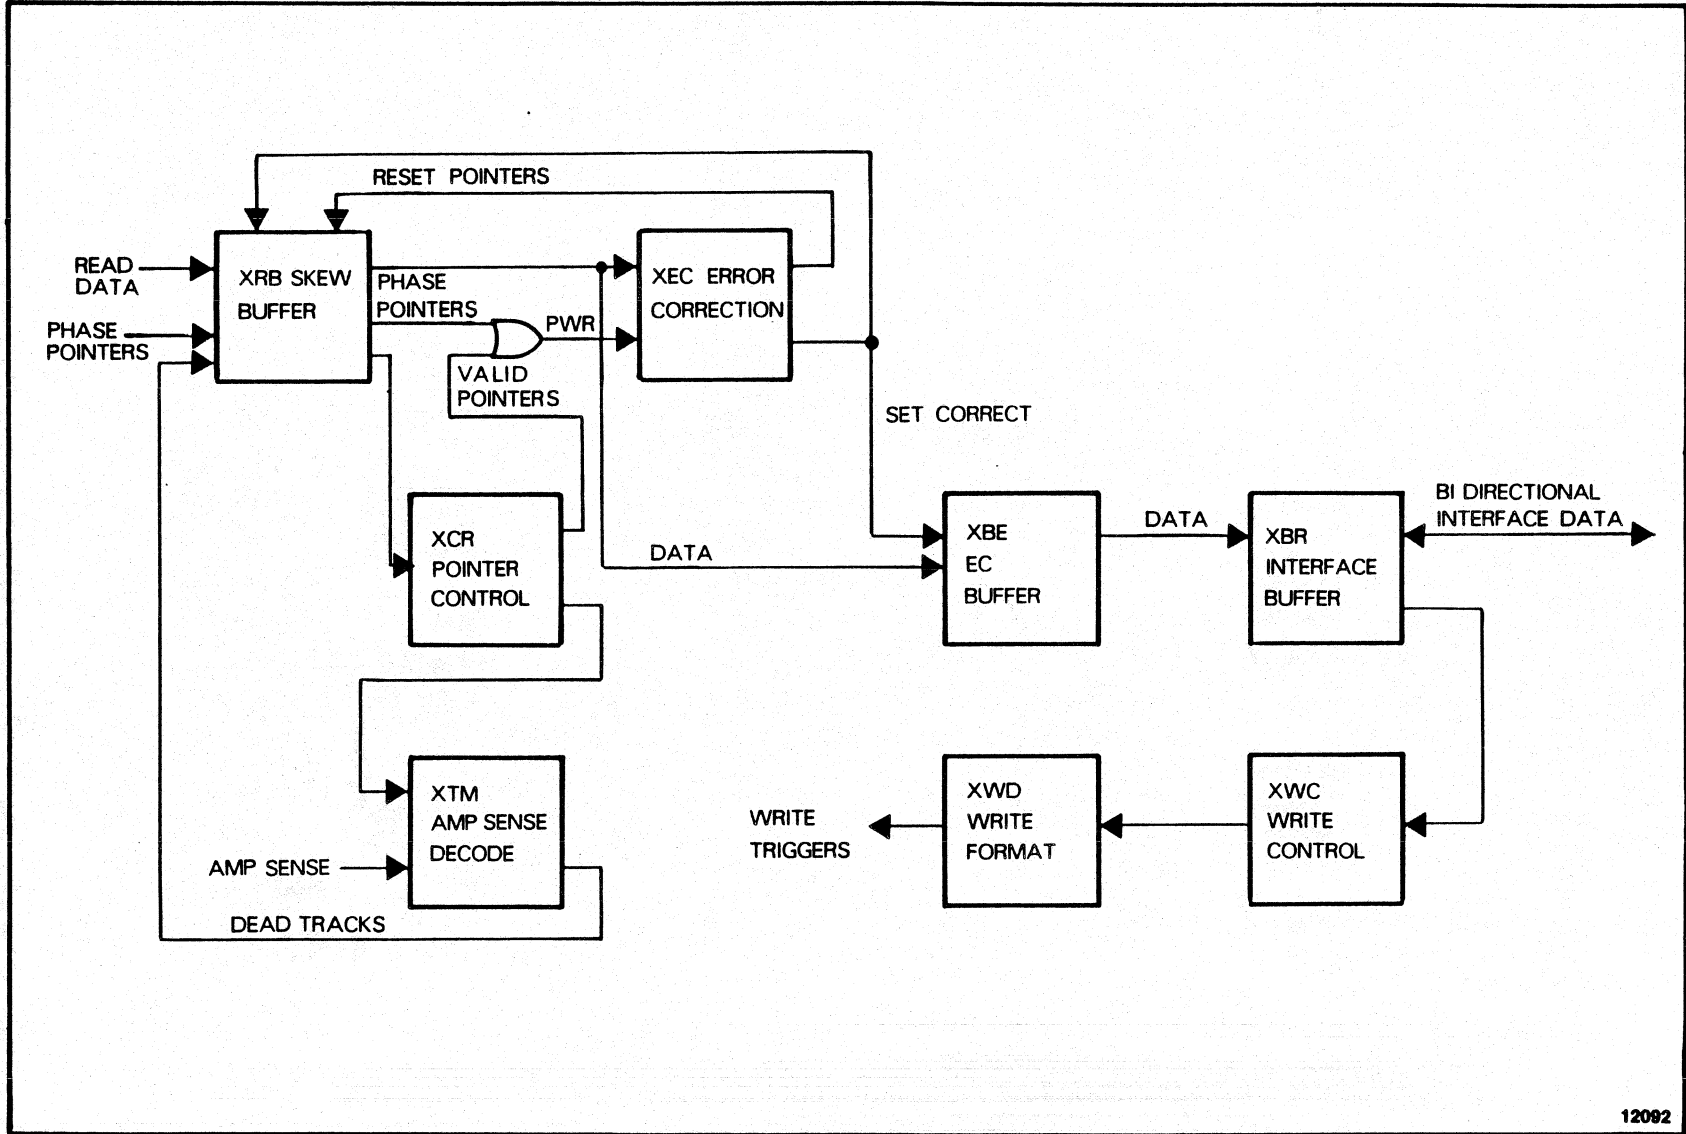 RESET POINTERS
READ
DATA
PHASE
POINTERS
XRB SKEW
BUFFER
PHASE
POINTERS
PWR
VALID
POINTERS
XEC ERROR
CORRECTION
SET CORRECT
XCR
POINTER
CONTROL
DATA
XBE
EC
BUFFER
DATA
XBR
INTERFACE
BUFFER
BI DIRECTIONAL
INTERFACE DATA
XTM
AMP SENSE
DECODE
AMP SENSE
DEAD TRACKS
WRITE
TRIGGERS
XWD
WRITE
FORMAT
XWC
WRITE
CONTROL
12092